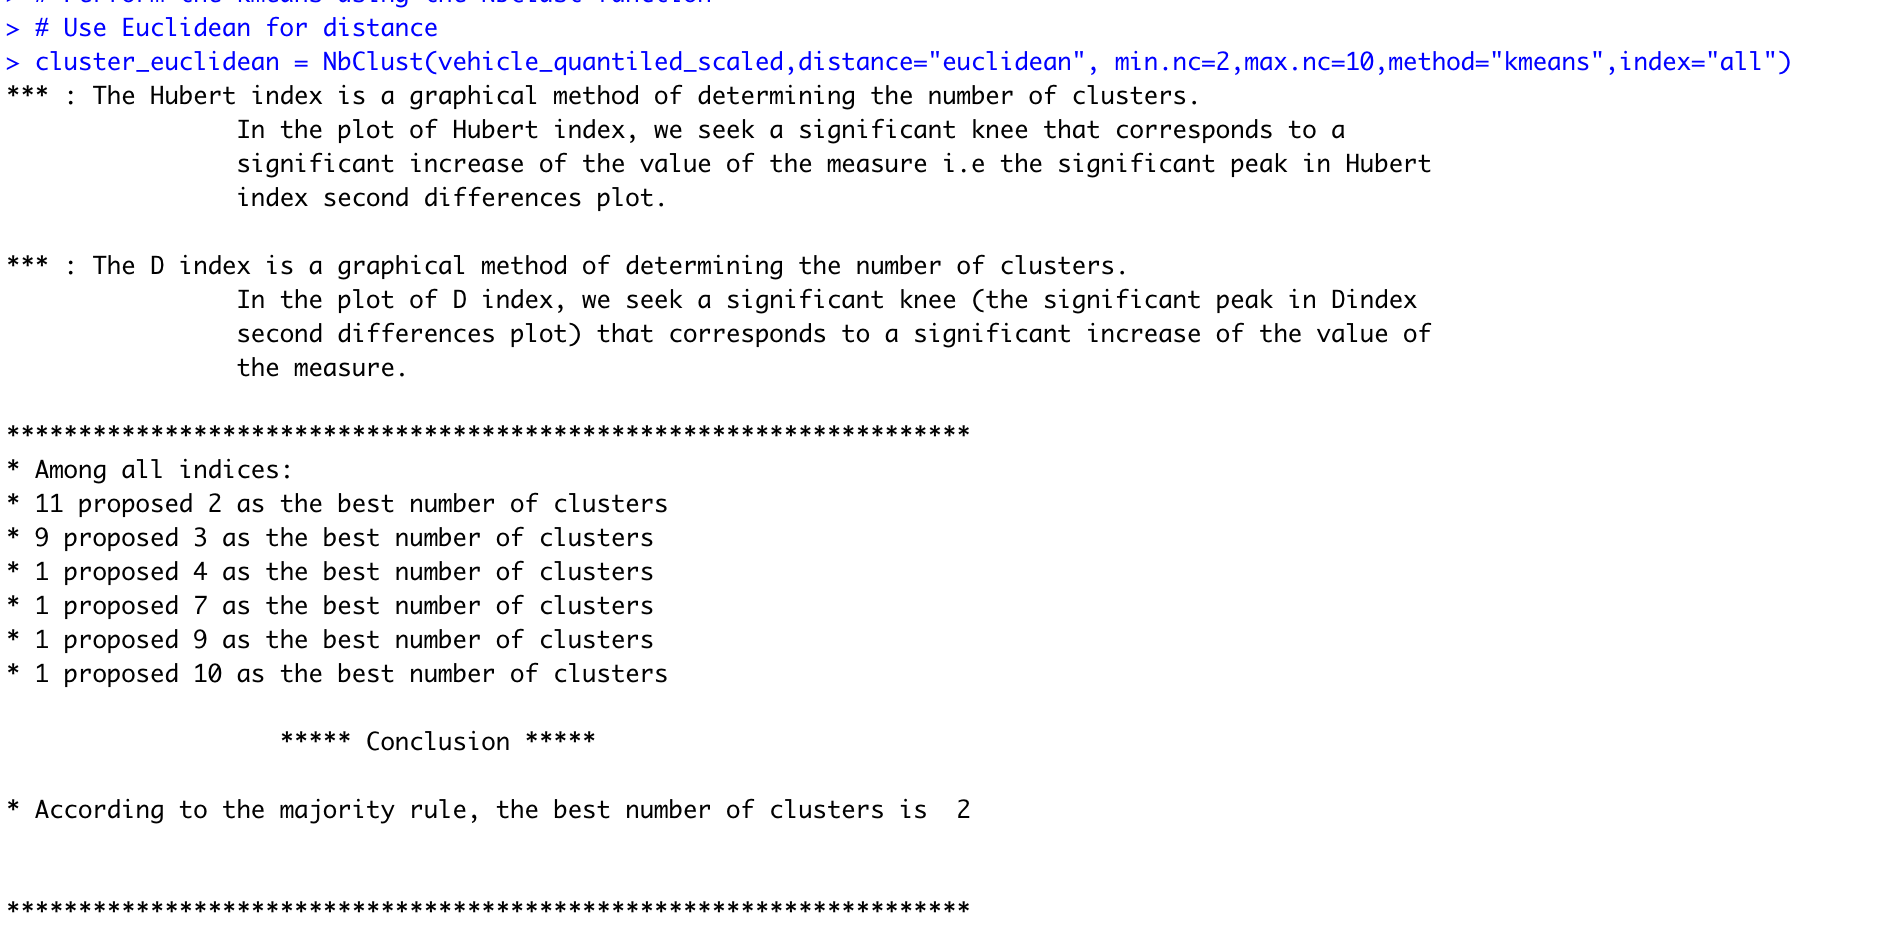 > # Perform the kmeans using the NbClust function
> # Use Euclidean for distance
> cluster_euclidean = NbClust(vehicle_quantiled_scaled,distance="euclidean", min.nc=2,max.nc=10,method="kmeans",index="all")
*** : The Hubert index is a graphical method of determining the number of clusters.
In the plot of Hubert index, we seek a significant knee that corresponds to a
significant increase of the value of the measure i.e the significant peak in Hubert
index second differences plot.
*** : The D index is a graphical method of determining the number of clusters.
In the plot of D index, we seek a significant knee (the significant peak in Dindex
second differences plot) that corresponds to a significant increase of the value of
the measure.
*******************************************************************
* Among all indices:
* 11 proposed 2 as the best number of clusters
* 9 proposed 3 as the best number of clusters
* 1 proposed 4 as the best number of clusters
* 1 proposed 7 as the best number of clusters
* 1 proposed 9 as the best number of clusters
* 1 proposed 10 as the best number of clusters
***** Conclusion *****
* According to the majority rule, the best number of clusters is  2
*******************************************************************